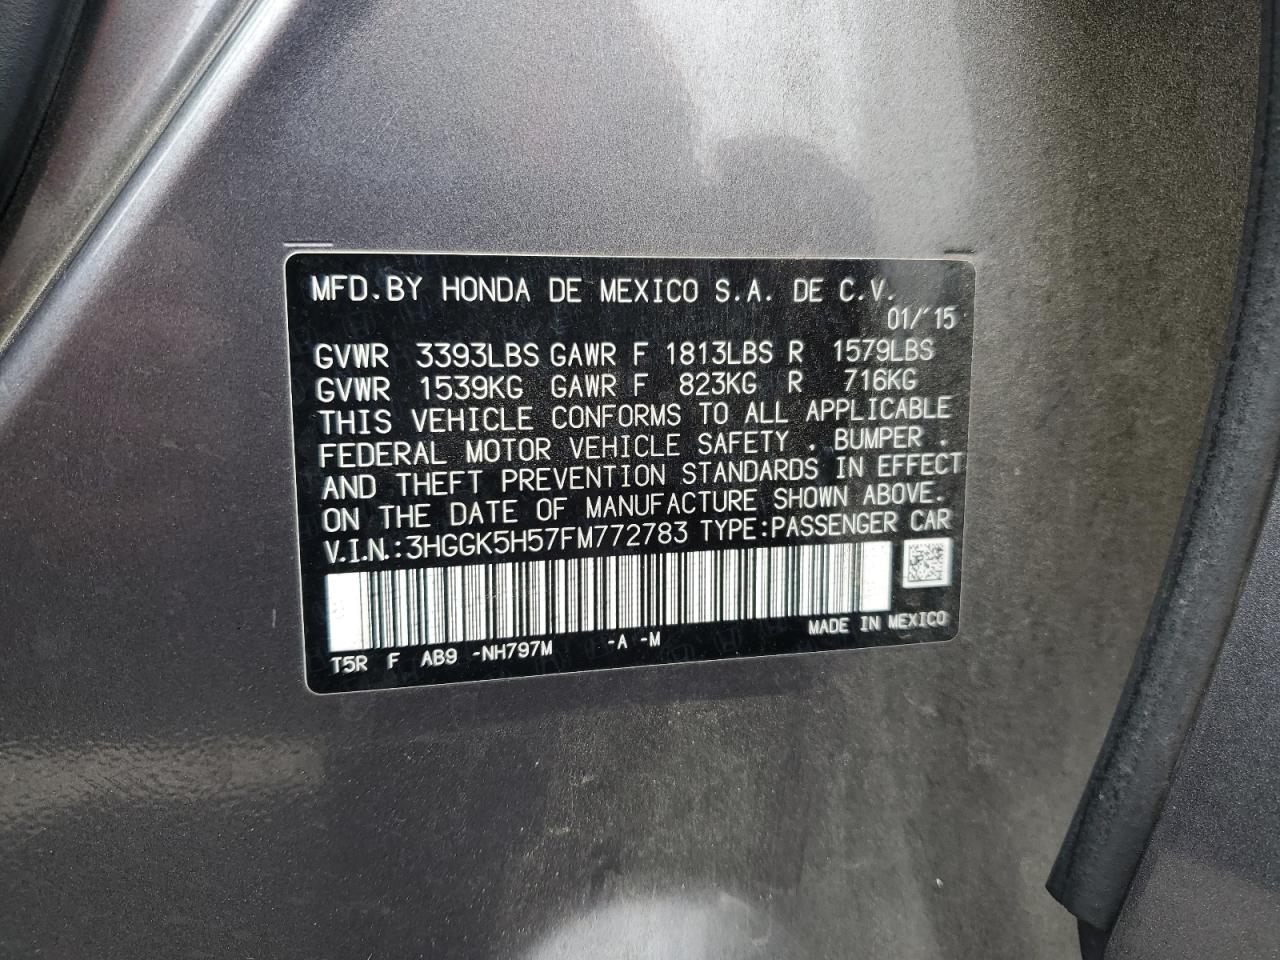 MFD.BY HONDA DE MEXICO S.A. DE C.V.
01/15
GVWR 3393LBS GAWR F 1813LBS R 1579LBS
GVWR 1539KG GAWR F 823KG R 716KG
THIS VEHICLE CONFORMS TO ALL APPLICABLE
FEDERAL MOTOR VEHICLE SAFETY , BUMPER ,
AND THEFT PREVENTION STANDARDS IN EFFECT
ON THE DATE OF MANUFACTURE SHOWN ABOVE.
V.I.N.:3HGGK5H57FM772783 TYPE:PASSENGER CAR
MADE IN MEXICO
T5R F AB9 -NH797M -A -M